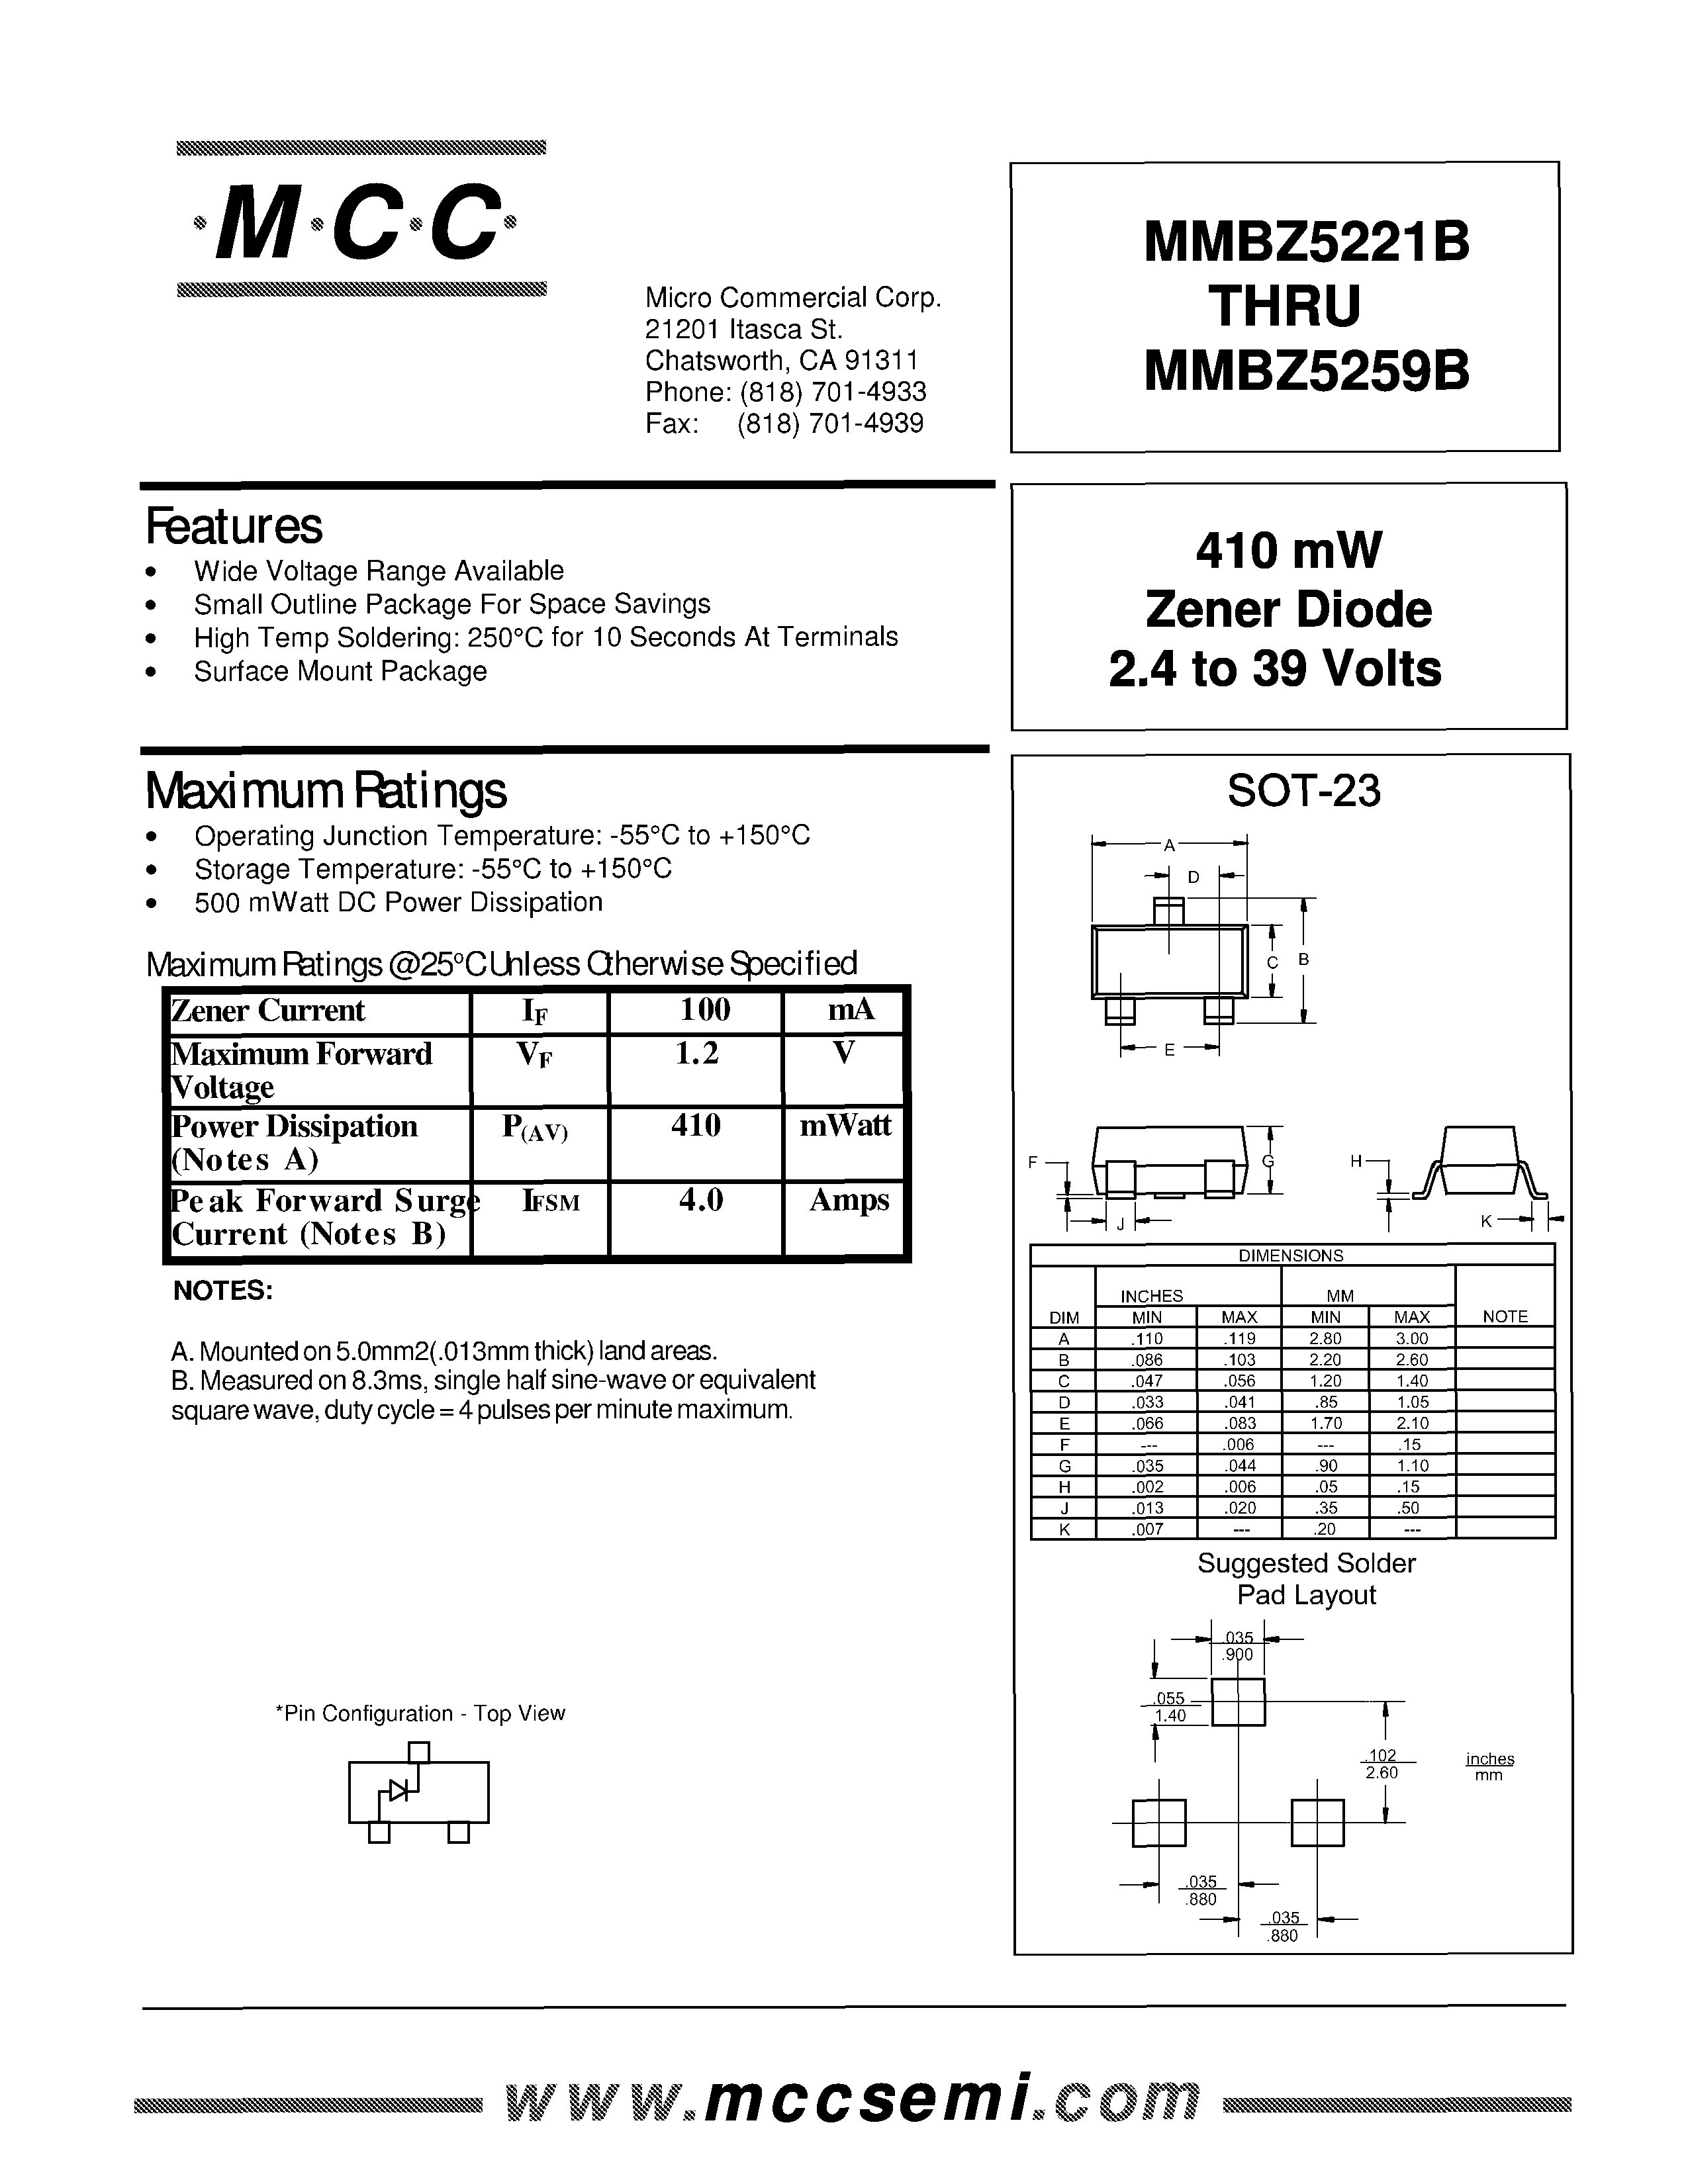 ·M·C·C·
Micro Commercial Corp.
21201 Itasca St.
Chatsworth, CA 91311
Phone: (818) 701-4933
Fax: (818) 701-4939
MMBZ5221B
THRU
MMBZ5259B
Features
• Wide Voltage Range Available
• Small Outline Package For Space Savings
• High Temp Soldering: 250°C for 10 Seconds At Terminals
• Surface Mount Package
410 mW
Zener Diode
2.4 to 39 Volts
Maximum Ratings
• Operating Junction Temperature: -55°C to +150°C
• Storage Temperature: -55°C to +150°C
• 500 mWatt DC Power Dissipation
Maximum Ratings @25°C Unless Otherwise Specified
Zener Current IF 100 mA
Maximum Forward VF 1.2 V
Voltage
Power Dissipation P(AV) 410 mWatt
(Notes A)
Peak Forward Surge IFSM 4.0 Amps
Current (Notes B)
NOTES:
A. Mounted on 5.0mm2(.013mm thick) land areas.
B. Measured on 8.3ms, single half sine-wave or equivalent
square wave, duty cycle = 4 pulses per minute maximum.
*Pin Configuration - Top View
SOT-23
A
D
C B
E
F G H
J K
DIMENSIONS
INCHES MM
DIM MIN MAX MIN MAX NOTE
A .110 .119 2.80 3.00
B .086 .103 2.20 2.60
C .047 .056 1.20 1.40
D .033 .041 .85 1.05
E .066 .083 1.70 2.10
F --- .006 --- .15
G .035 .044 .90 1.10
H .002 .006 .05 .15
J .013 .020 .35 .50
K .007 --- .20 ---
Suggested Solder
Pad Layout
.035
.900
.055
1.40
.102
2.60
inches
mm
.035
.880
.035
.880
www.mccsemi.com